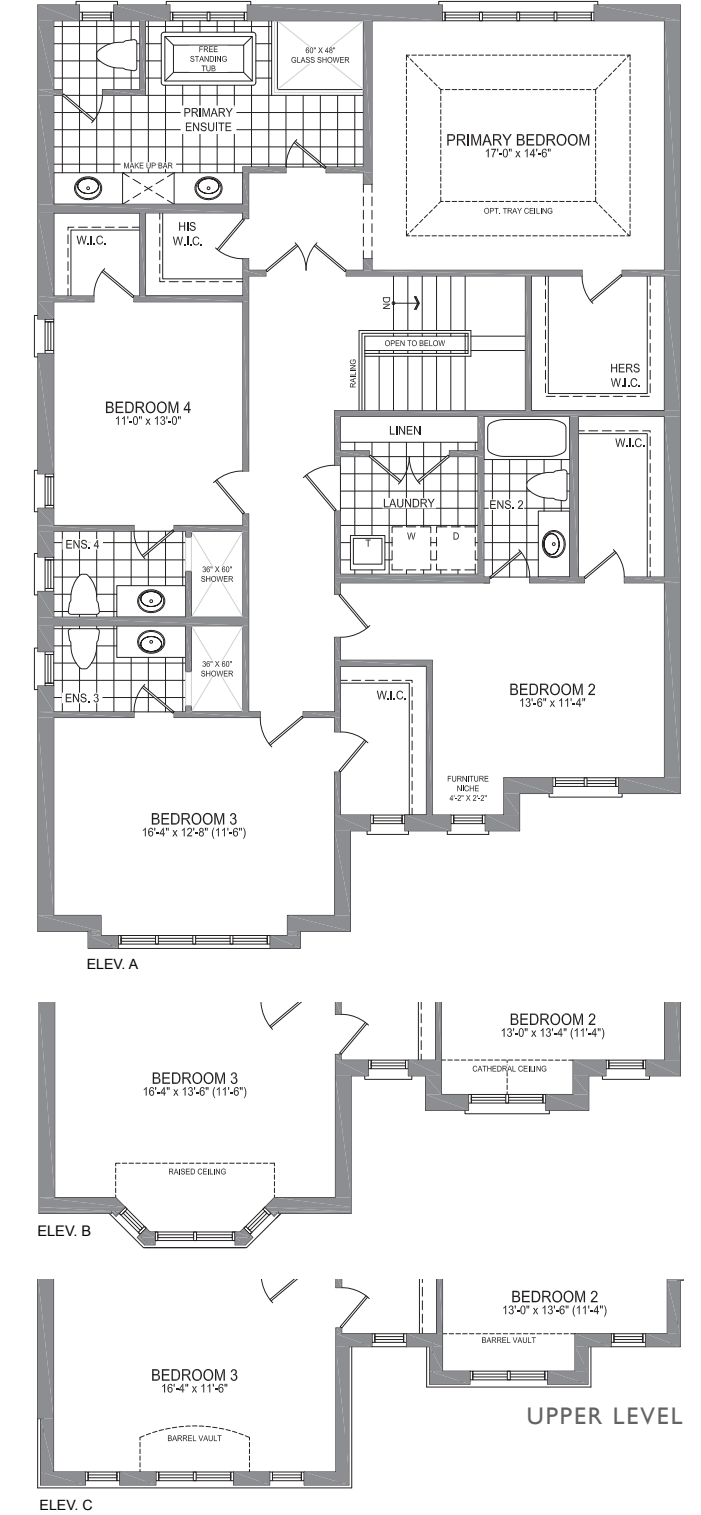 FREE
STANDING
TUB
60" X 48"
GLASS SHOWER
PRIMARY
ENSUITE
MAKE UP BAR
PRIMARY BEDROOM
17'-0" x 14'-6"
OPT. TRAY CEILING
W.I.C.
HIS
W.I.C.
DN
OPEN TO BELOW
RAILING
HERS
W.I.C.
BEDROOM 4
11'-0" x 13'-0"
LINEN
W.I.C.
LAUNDRY
ENS. 2
T
W
D
ENS. 4
36" X 60"
SHOWER
36" X 60"
SHOWER
ENS. 3
W.I.C.
BEDROOM 2
13'-6" x 11'-4"
FURNITURE
NICHE
4'-2" X 2'-2"
BEDROOM 3
16'-4" x 12'-8" (11'-6")
ELEV. A
BEDROOM 2
13'-0" x 13'-4" (11'-4")
CATHEDRAL CEILING
BEDROOM 3
16'-4" x 13'-6" (11'-6")
RAISED CEILING
ELEV. B
BEDROOM 2
13'-0" x 13'-6" (11'-4")
BARREL VAULT
BEDROOM 3
16'-4" x 11'-6"
BARREL VAULT
UPPER LEVEL
ELEV. C